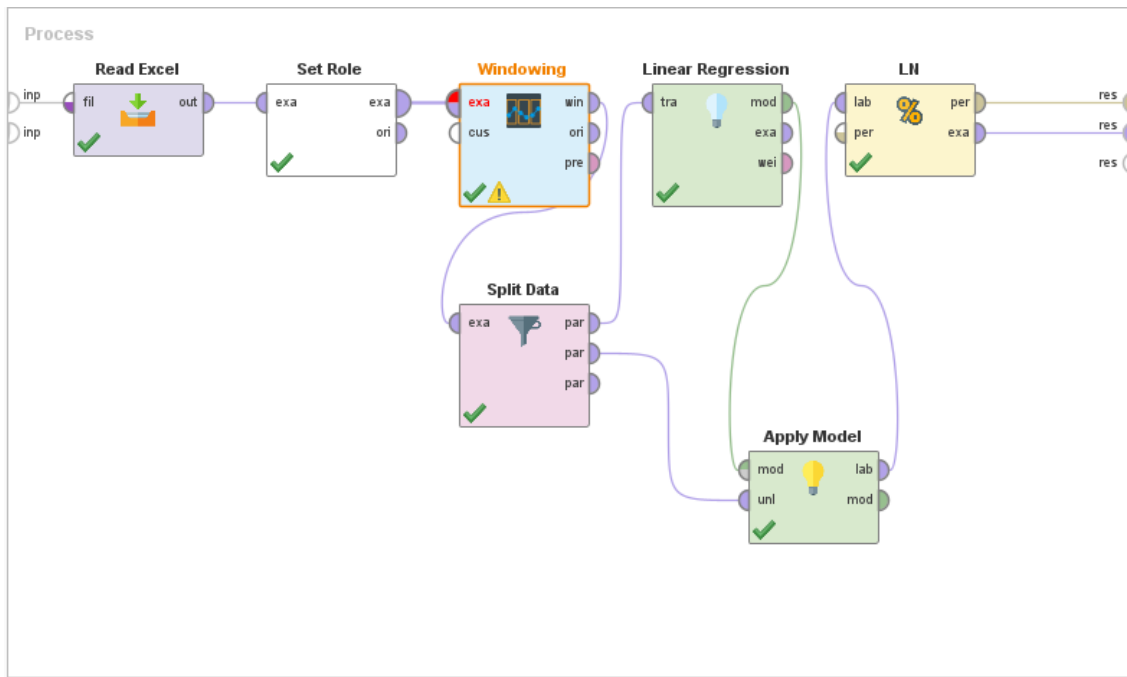 Process
Read Excel
Set Role
Windowing
Linear Regression
LN
inp
fil
out
exa
exa
exa
win
tra
mod
lab
per
res
inp
ori
cus
ori
exa
per
exa
res
pre
wei
res
Split Data
exa
par
par
par
Apply Model
mod
lab
unl
mod